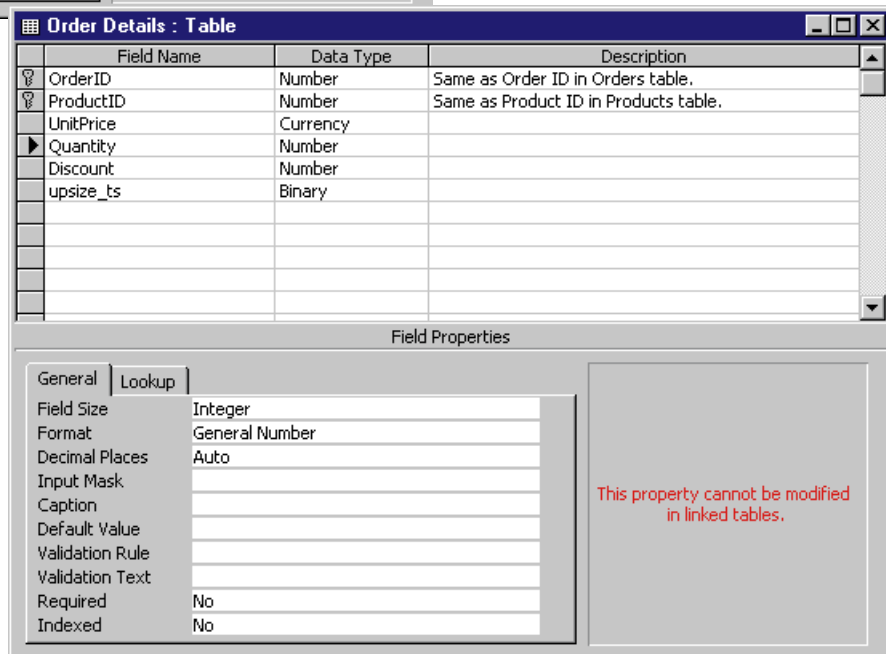 Order Details : Table
Field Name Data Type Description
OrderID Number Same as Order ID in Orders table.
ProductID Number Same as Product ID in Products table.
UnitPrice Currency
Quantity Number
Discount Number
upsize_ts Binary
Field Properties
General Lookup
Field Size Integer
Format General Number
Decimal Places Auto
Input Mask
Caption
Default Value
Validation Rule
Validation Text
Required No
Indexed No
This property cannot be modified
in linked tables.